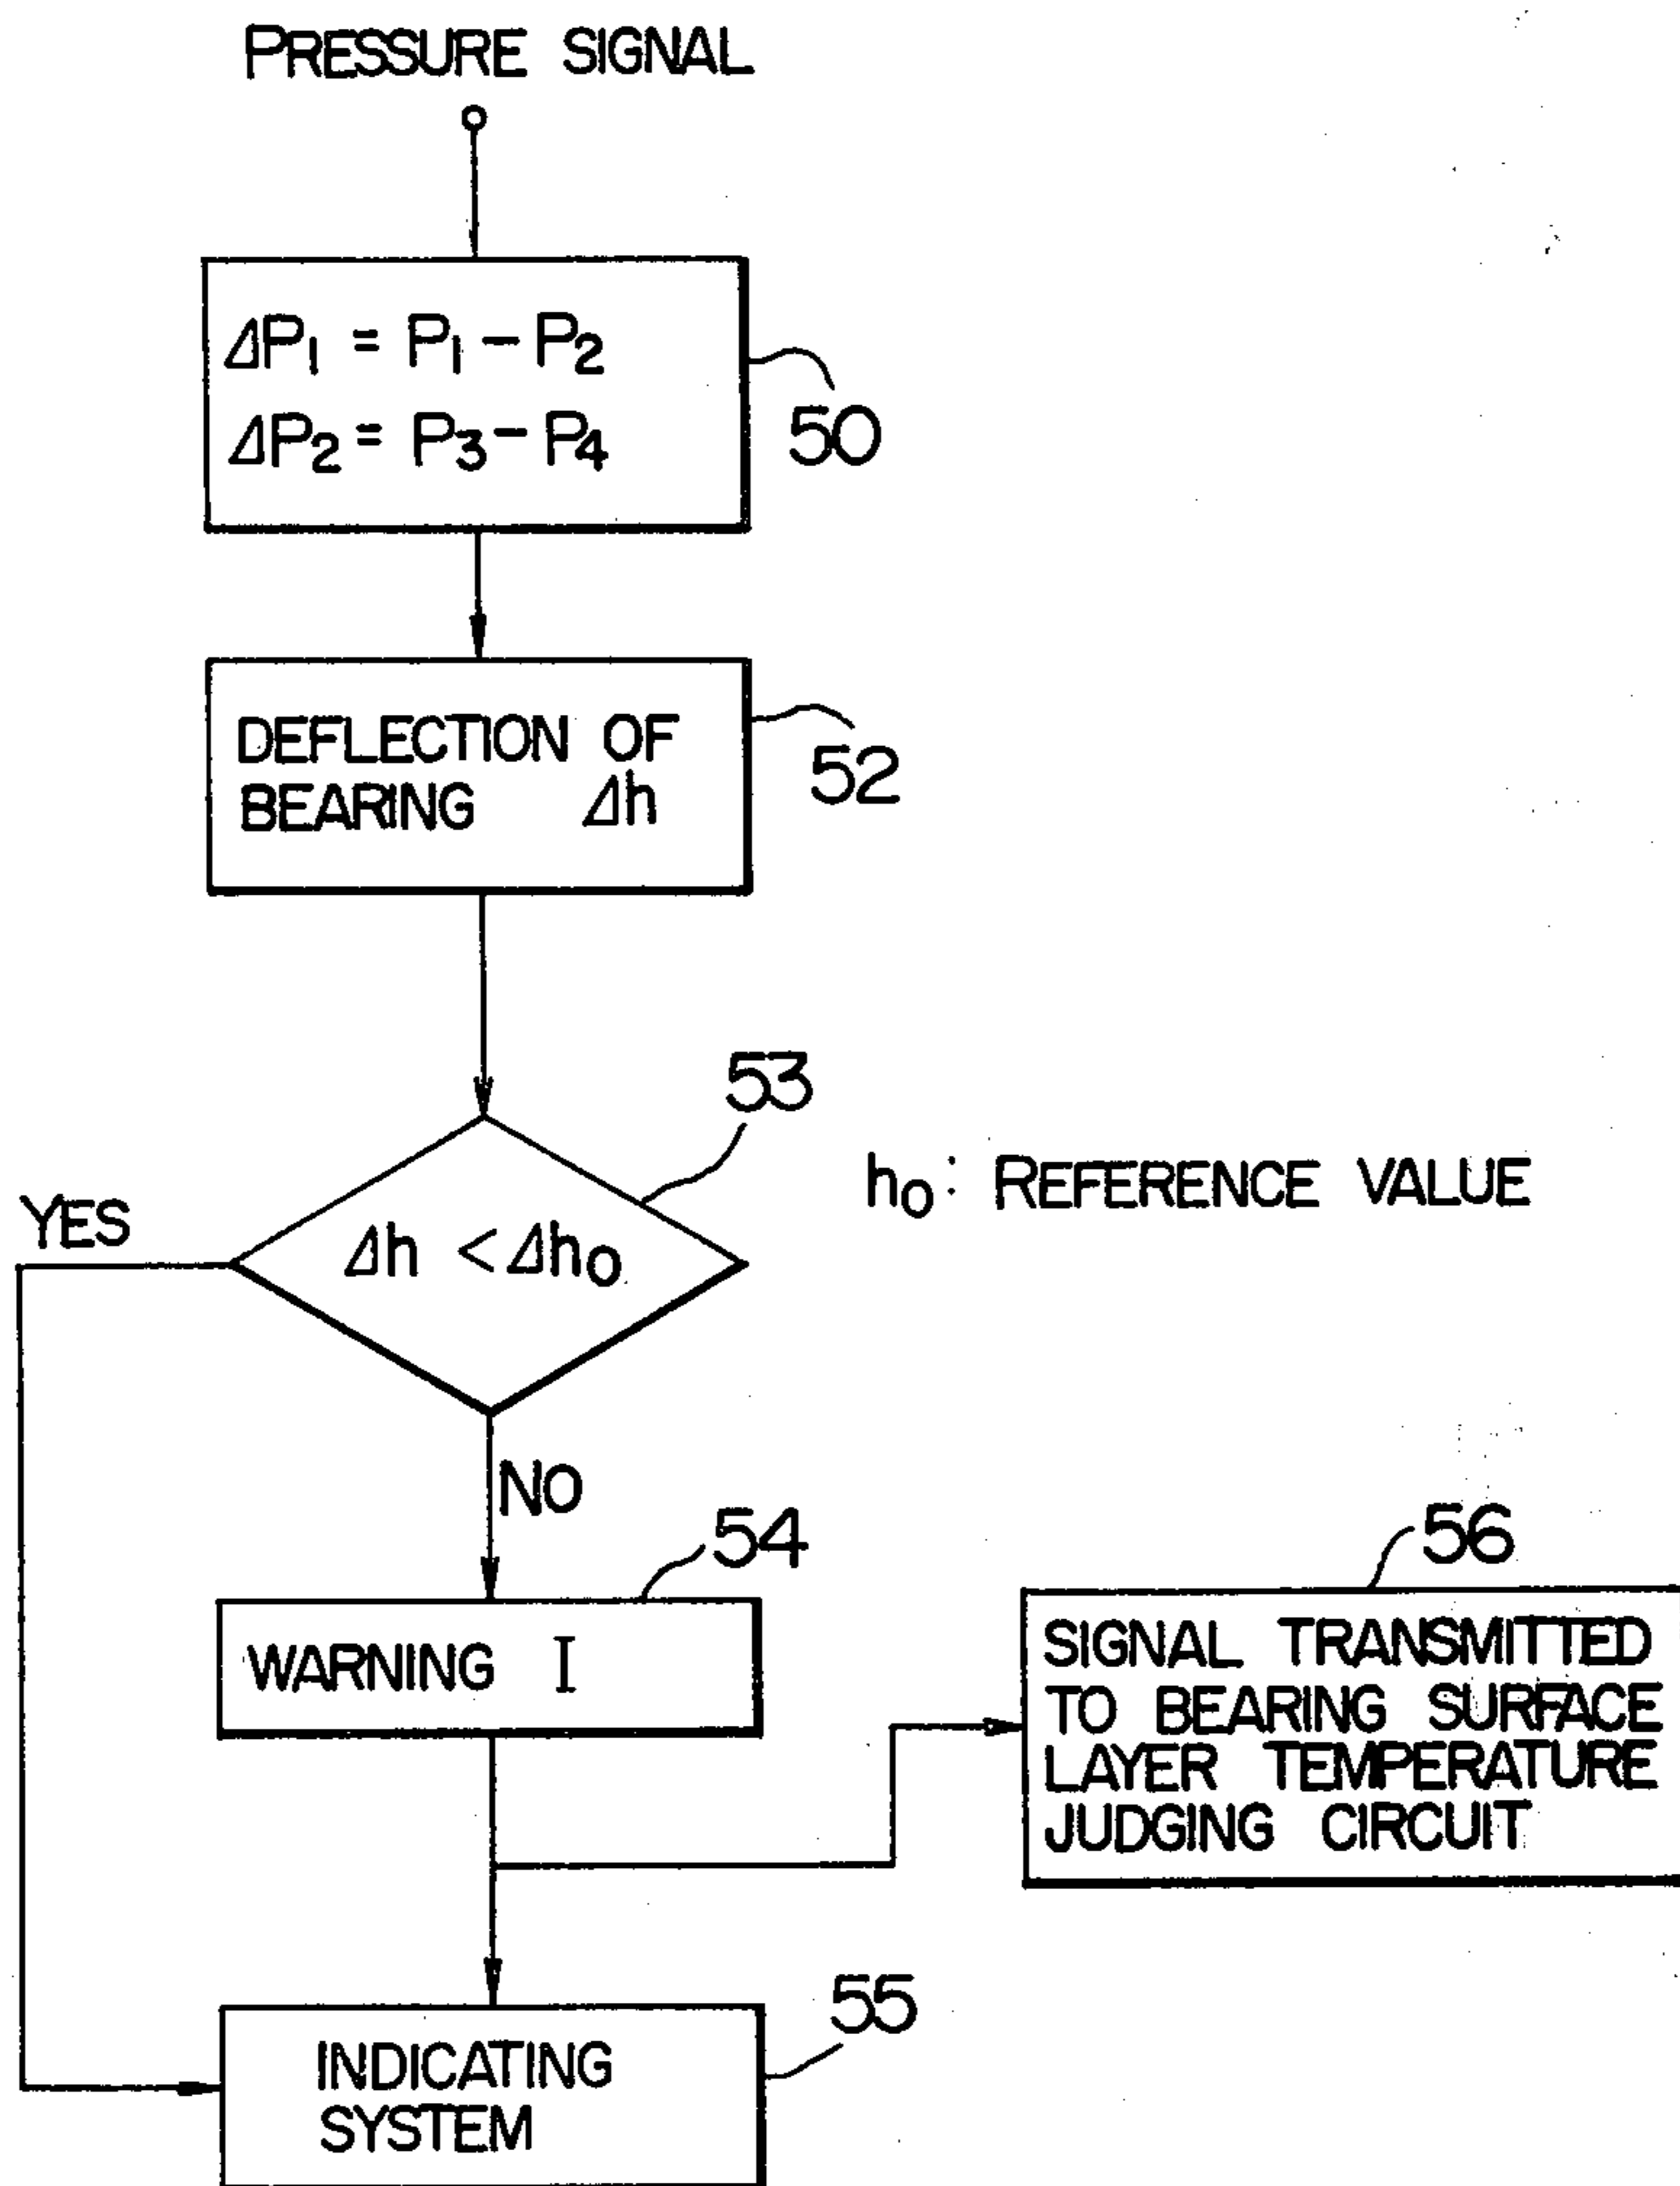 PRESSURE SIGNAL
ΔP₁ = P₁ - P₂
ΔP₂ = P₃ - P₄
50
DEFLECTION OF
BEARING Δh
52
53
h₀: REFERENCE VALUE
YES
Δh < Δh₀
NO
54
WARNING I
56
SIGNAL TRANSMITTED
TO BEARING SURFACE
LAYER TEMPERATURE
JUDGING CIRCUIT
55
INDICATING
SYSTEM